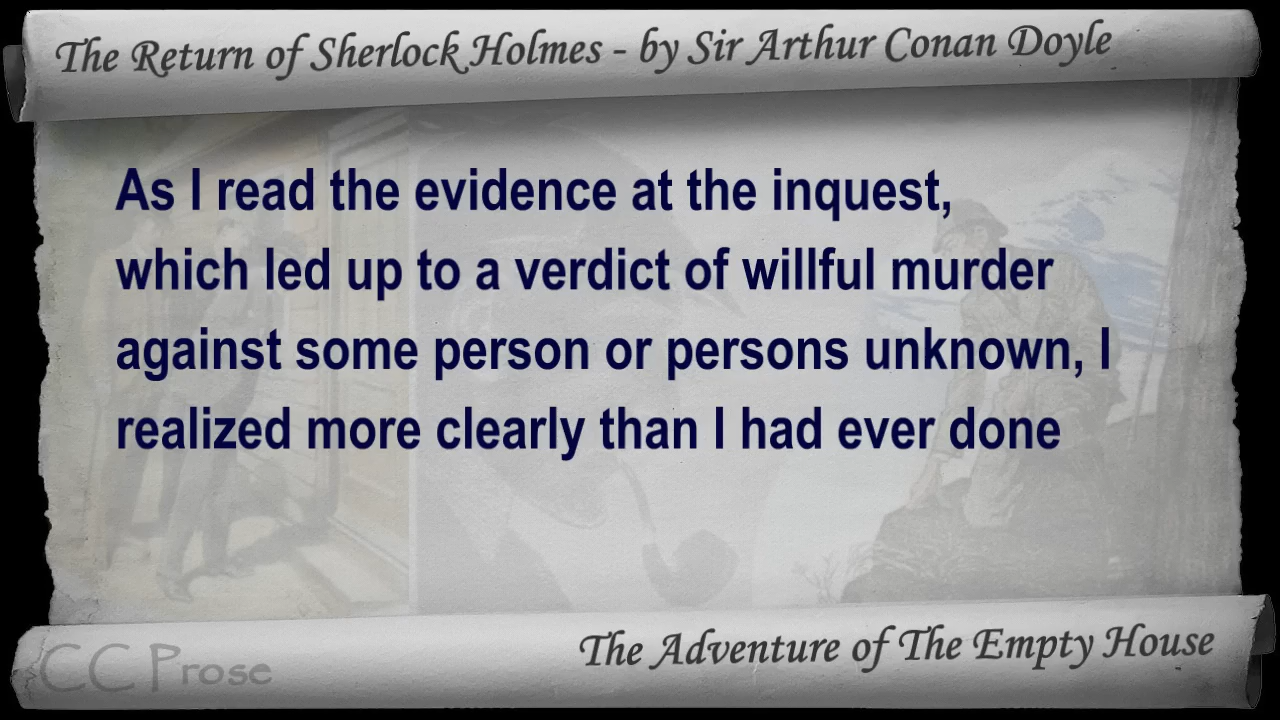 The Return of Sherlock Holmes - by Sir Arthur Conan Doyle
As I read the evidence at the inquest,
which led up to a verdict of willful murder
against some person or persons unknown, I
realized more clearly than I had ever done
The Adventure of The Empty House
CC Prose